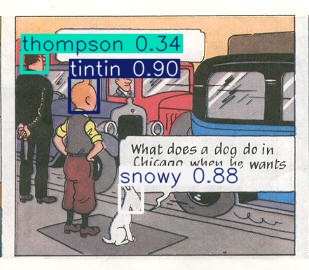 thompson 0.34
tintin 0.90
What does a dog do in
Chicago when he wants
snowy 0.88